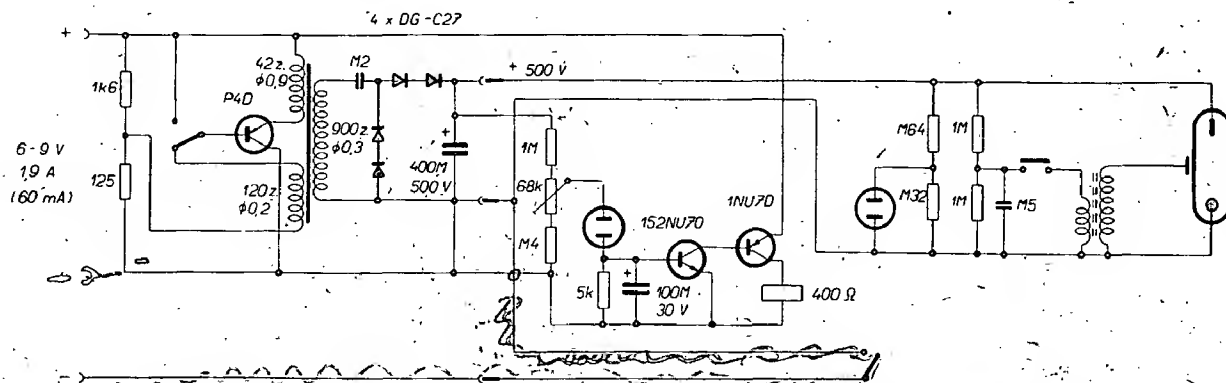 4 x DG-C27
+
42z.
φ0,9
M2
+ 500 V
1k6
P4D
6-9 V
1,9 A
(60 mA)
125
900z
φ0,3
120z
φ0,2
+
400M
500 V
1M
68k
M4
152NU70
1NU70
5k
+
100M
30 V
400 Ω
M64
1M
M32
1M
M5